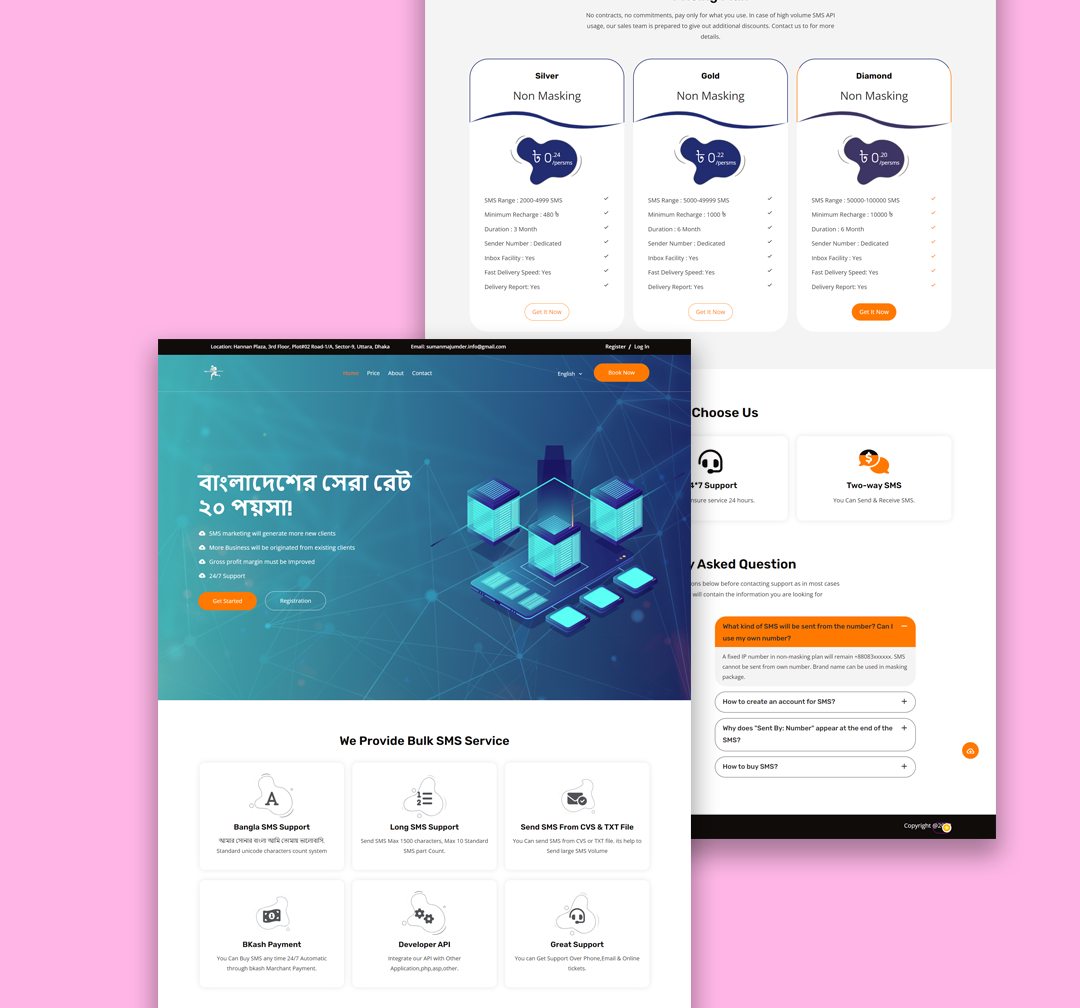 No contracts, no commitments, pay only for what you use. In case of high volume SMS API
usage, our sales team is prepared to give out additional discounts. Contact us to for more
details.
Silver
Non Masking
৳ 0.24 /persms
SMS Range : 2000-4999 SMS
Minimum Recharge : 480 ৳
Duration : 3 Month
Sender Number : Dedicated
Inbox Facility : Yes
Fast Delivery Speed: Yes
Delivery Report: Yes
Get It Now
Gold
Non Masking
৳ 0.22 /persms
SMS Range : 5000-49999 SMS
Minimum Recharge : 1000 ৳
Duration : 6 Month
Sender Number : Dedicated
Inbox Facility : Yes
Fast Delivery Speed: Yes
Delivery Report: Yes
Get It Now
Diamond
Non Masking
৳ 0.20 /persms
SMS Range : 50000-100000 SMS
Minimum Recharge : 10000 ৳
Duration : 6 Month
Sender Number : Dedicated
Inbox Facility : Yes
Fast Delivery Speed: Yes
Delivery Report: Yes
Get It Now
Location: Hannan Plaza, 3rd Floor, Plot#02 Road-1/A, Sector-9, Uttara, Dhaka
Email: sumanmajumder.info@gmail.com
Register / Log In
Home Price About Contact
English
Book Now
বাংলাদেশের সেরা রেট
২০ পয়সা!
SMS marketing will generate more new clients
More Business will be originated from existing clients
Gross profit margin must be Improved
24/7 Support
Get Started
Registration
We Provide Bulk SMS Service
A
Bangla SMS Support
আমার সোনার বাংলা আমি তোমায় ভালোবাসি,
Standard unicode characters count system
1
2
Long SMS Support
Send SMS Max 1500 characters, Max 10 Standard
SMS part Count.
Send SMS From CVS & TXT File
You Can send SMS from CVS or TXT file. its help to
Send large SMS Volume
BKash Payment
You Can Buy SMS any time 24/7 Automatic
through bkash Marchant Payment.
Developer API
Integrate our API with Other
Application,php,asp,other.
Great Support
You can Get Support Over Phone,Email & Online
tickets.
Choose Us
4*7 Support
nsure service 24 hours.
$
Two-way SMS
You Can Send & Receive SMS.
y Asked Question
ons below before contacting support as in most cases
will contain the information you are looking for
What kind of SMS will be sent from the number? Can I
use my own number?
A fixed IP number in non-masking plan will remain +88083xxxxxx. SMS
cannot be sent from own number. Brand name can be used in masking
package.
How to create an account for SMS?
Why does "Sent By: Number" appear at the end of the
SMS?
How to buy SMS?
Copyright